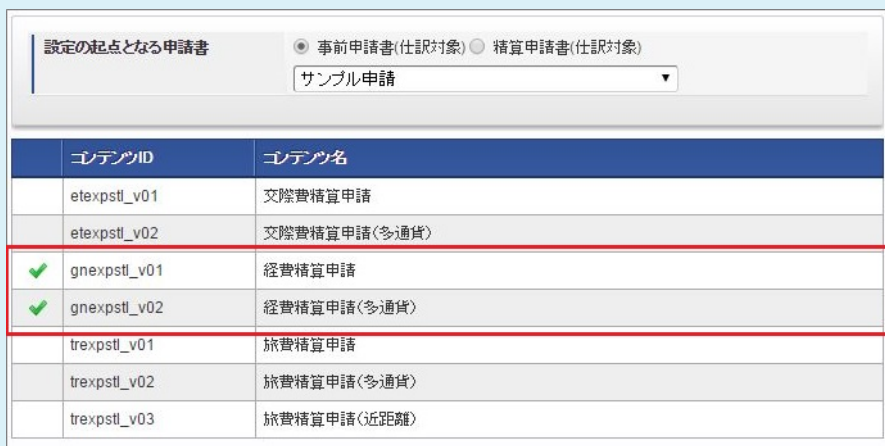 設定の起点となる申請書
事前申請書(仕訳対象) 精算申請書(仕訳対象)
サンプル申請
コンテンツID コンテンツ名
etexpstl_v01 交際費精算申請
etexpstl_v02 交際費精算申請(多通貨)
gnexpstl_v01 経費精算申請
gnexpstl_v02 経費精算申請(多通貨)
trexpstl_v01 旅費精算申請
trexpstl_v02 旅費精算申請(多通貨)
trexpstl_v03 旅費精算申請(近距離)